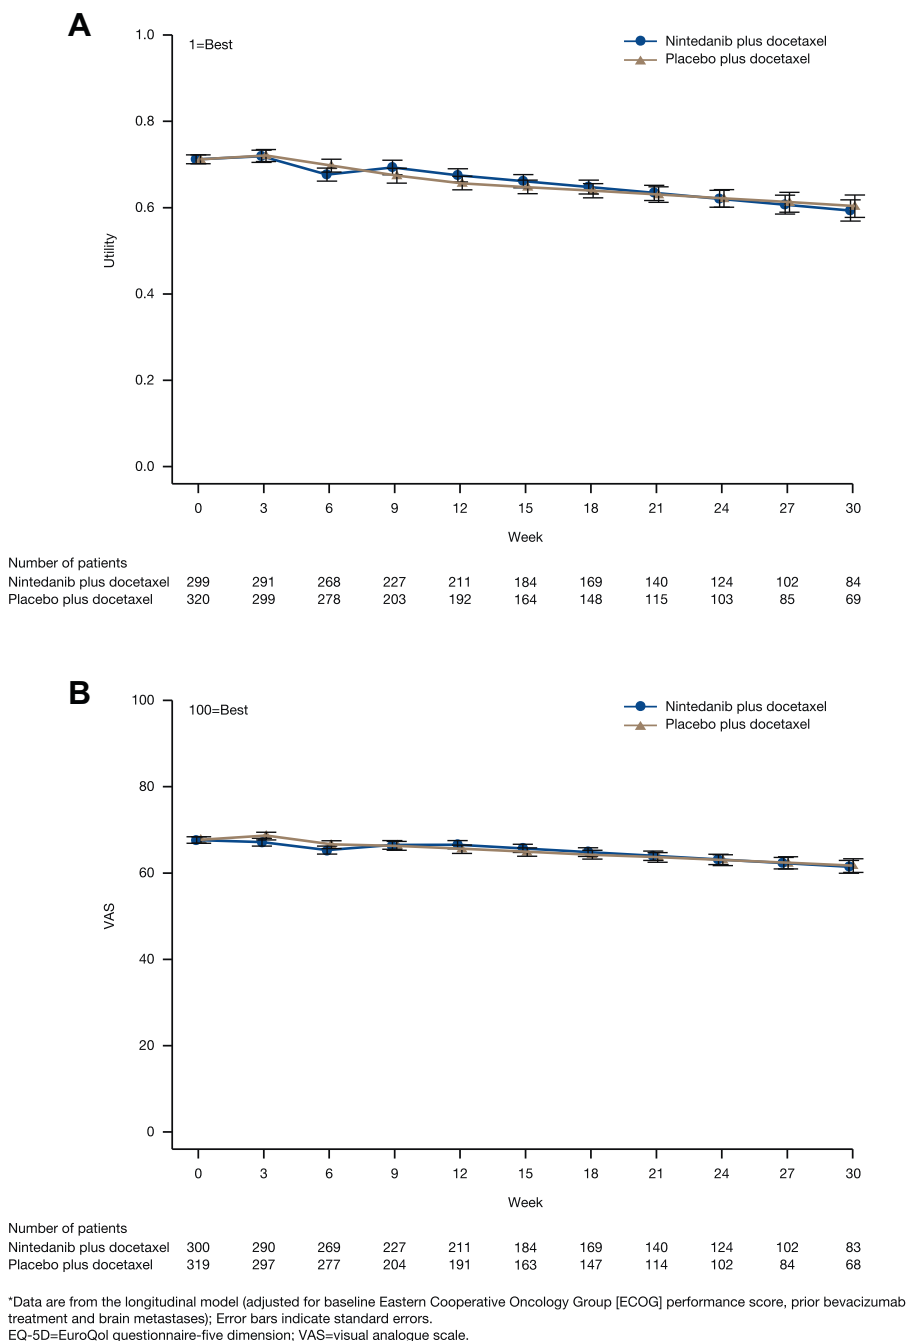 A
1.0
1=Best
Nintedanib plus docetaxel
Placebo plus docetaxel
0.8
0.6
Utility
0.4
0.2
0.0
0 3 6 9 12 15 18 21 24 27 30
Week
Number of patients
Nintedanib plus docetaxel 299 291 268 227 211 184 169 140 124 102 84
Placebo plus docetaxel 320 299 278 203 192 164 148 115 103 85 69
B
100
100=Best
Nintedanib plus docetaxel
Placebo plus docetaxel
80
60
VAS
40
20
0
0 3 6 9 12 15 18 21 24 27 30
Week
Number of patients
Nintedanib plus docetaxel 300 290 269 227 211 184 169 140 124 102 83
Placebo plus docetaxel 319 297 277 204 191 163 147 114 102 84 68
*Data are from the longitudinal model (adjusted for baseline Eastern Cooperative Oncology Group [ECOG] performance score, prior bevacizumab
treatment and brain metastases); Error bars indicate standard errors.
EQ-5D=EuroQol questionnaire-five dimension; VAS=visual analogue scale.